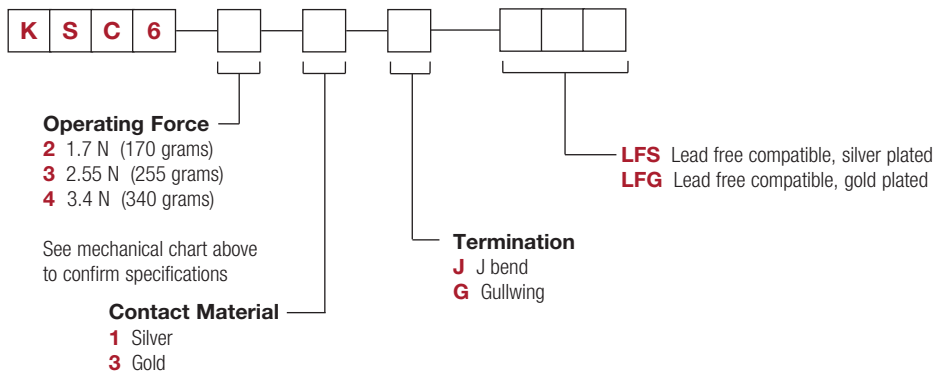 K S C 6
Operating Force
2 1.7 N (170 grams)
3 2.55 N (255 grams)
4 3.4 N (340 grams)
See mechanical chart above
to confirm specifications
Contact Material
1 Silver
3 Gold
Termination
J J bend
G Gullwing
LFS Lead free compatible, silver plated
LFG Lead free compatible, gold plated